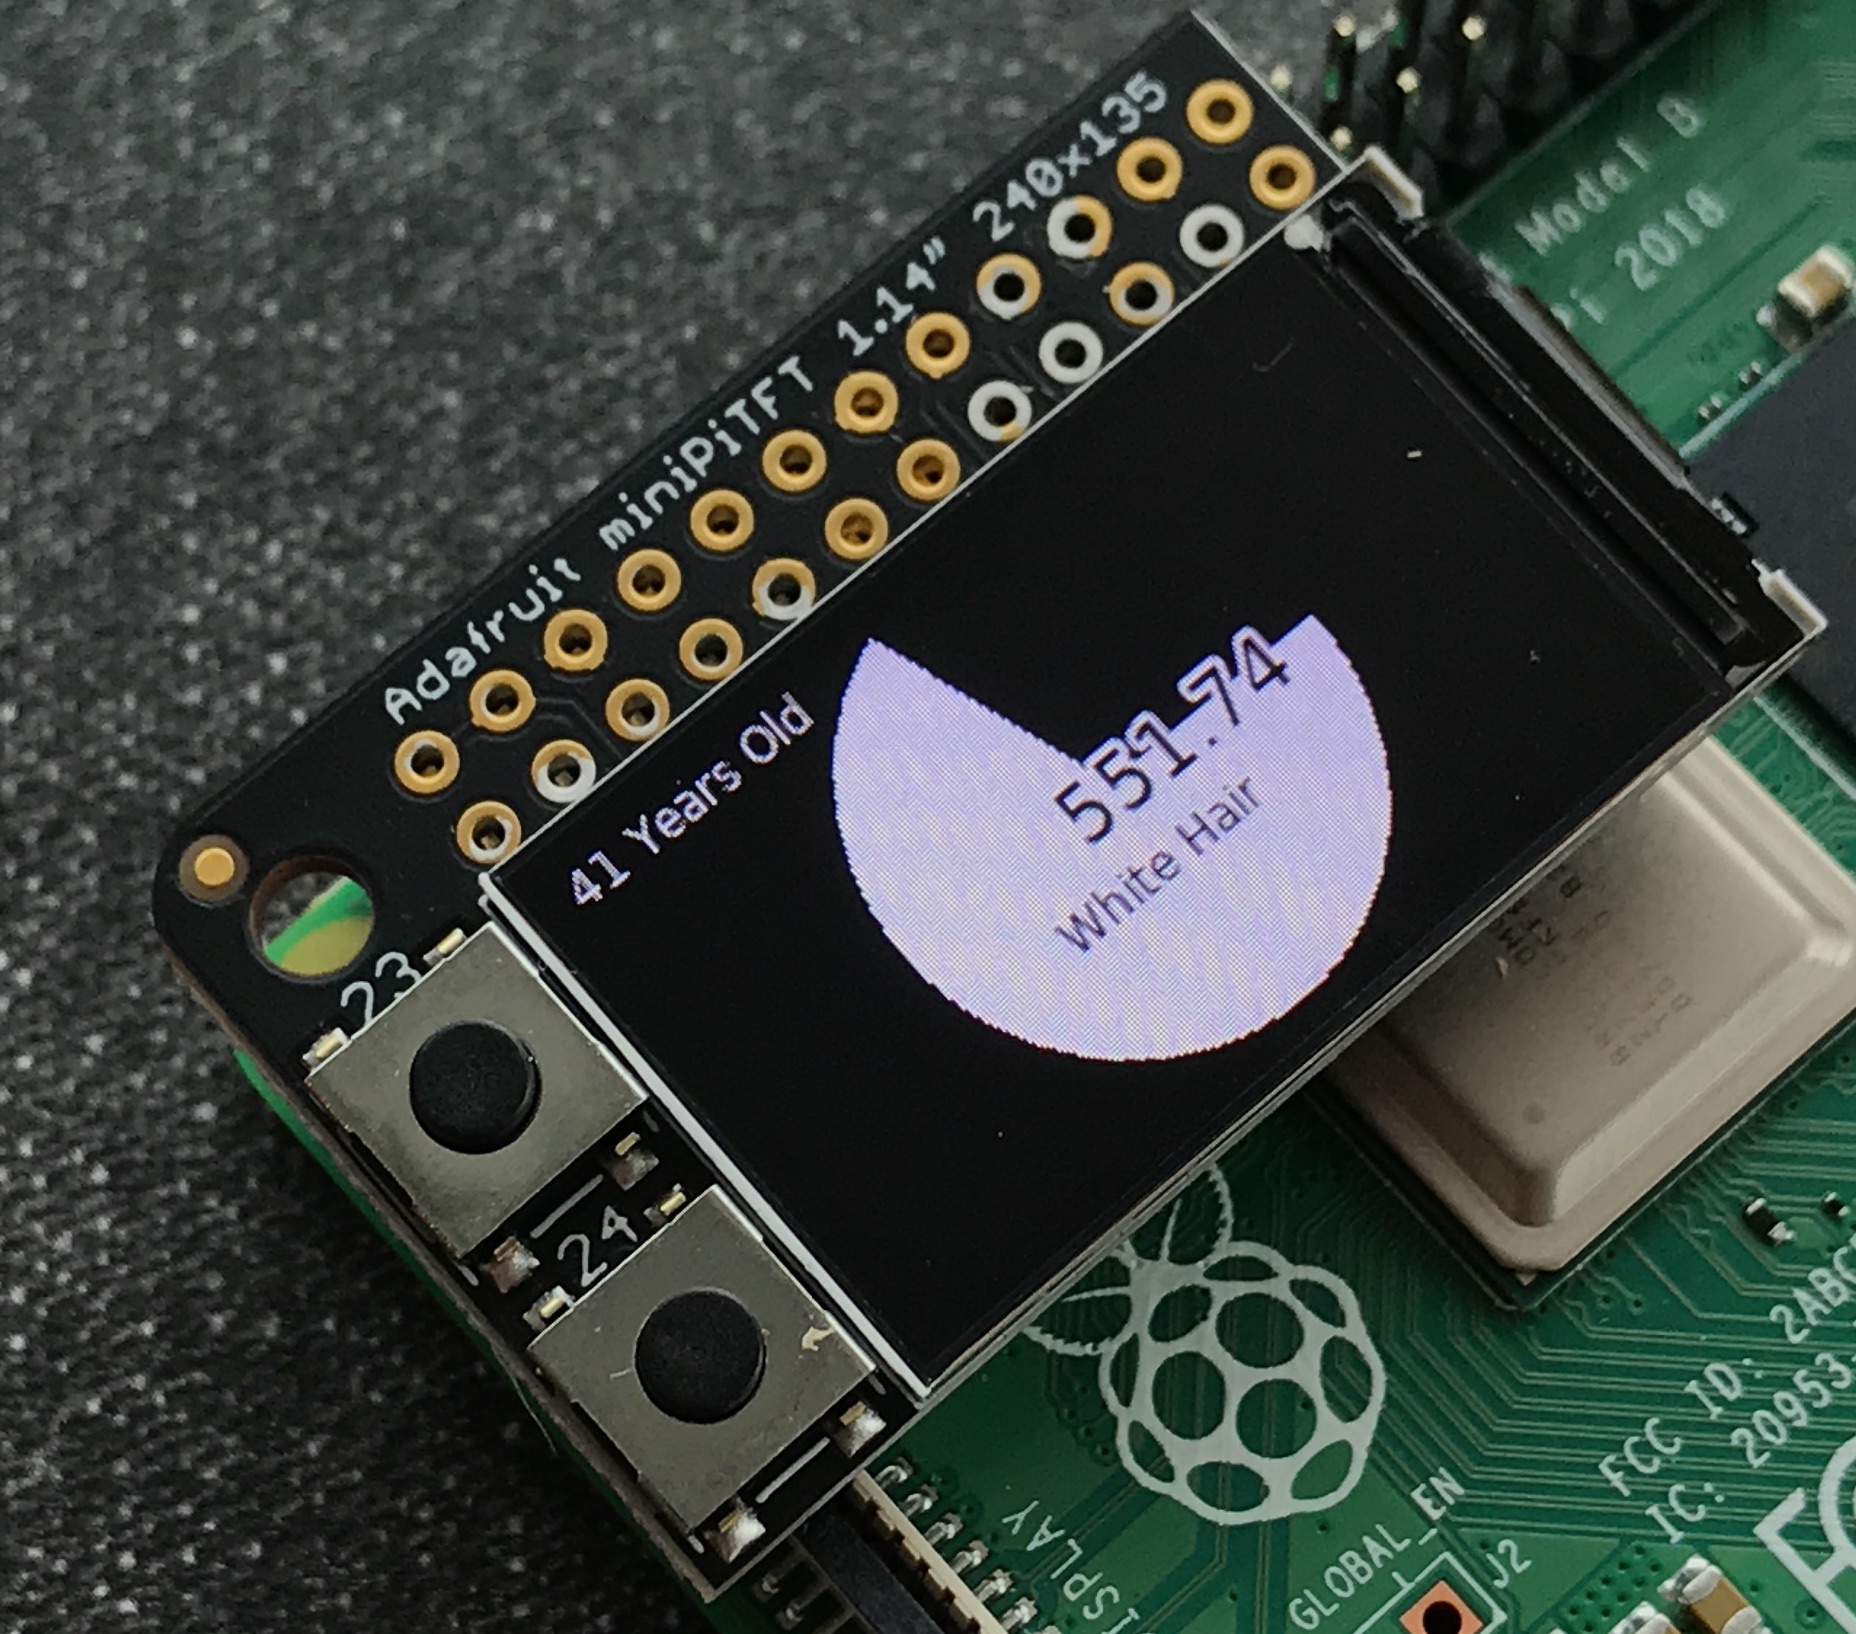 Adafruit miniPiTFT 1.14" 240x135
Model B
Pi 2018
41 Years Old
551.74
White Hair
23
24
FCC ID: 2ABC
IC: 20953-
GLOBAL_EN
J2
ISPLAY